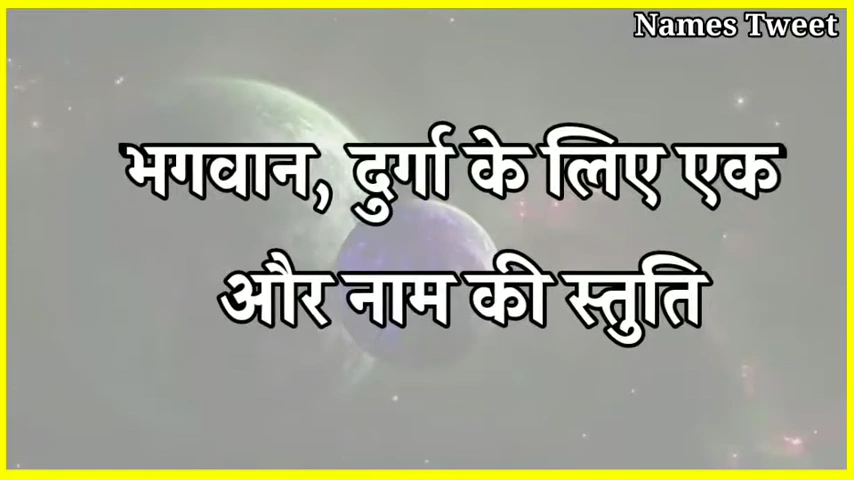 Names Tweet
भगवान, दुर्गा के लिए एक
और नाम की स्तुति